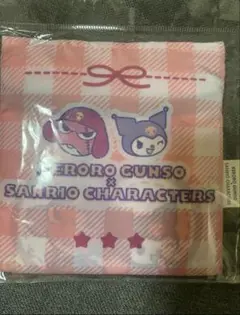 KERORO GUNSO
×
SANRIO CHARACTERS